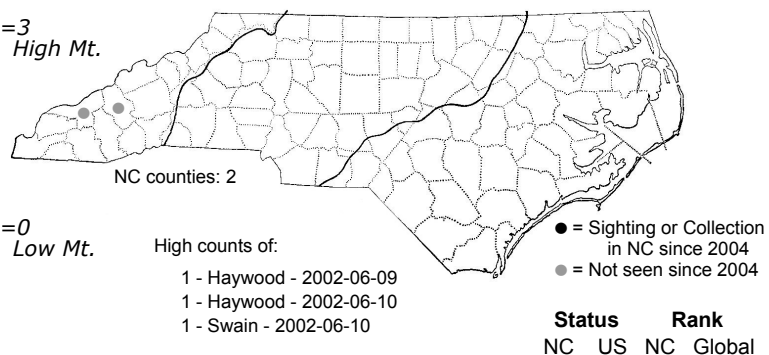 =3
High Mt.
NC counties: 2
=0
Low Mt.
High counts of:
1 - Haywood - 2002-06-09
1 - Haywood - 2002-06-10
1 - Swain - 2002-06-10
● = Sighting or Collection
in NC since 2004
● = Not seen since 2004
Status Rank
NC US NC Global